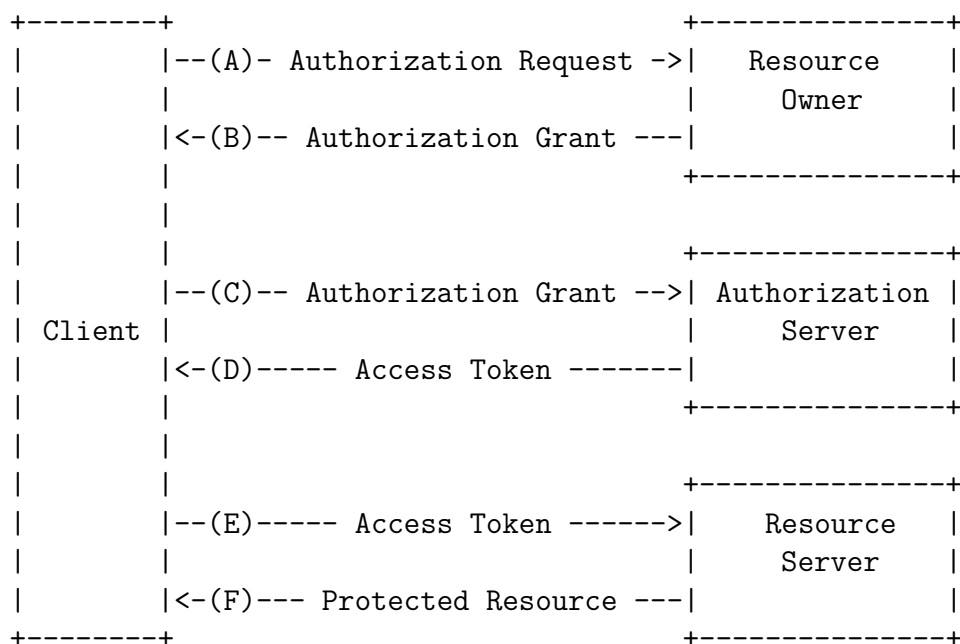 +--------+                               +---------------+
|        |--(A)- Authorization Request ->|   Resource    |
|        |                               |     Owner     |
|        |<-(B)-- Authorization Grant ---|               |
|        |                               +---------------+
|        |
|        |                               +---------------+
|        |--(C)-- Authorization Grant -->| Authorization |
| Client |                               |     Server    |
|        |<-(D)----- Access Token -------|               |
|        |                               +---------------+
|        |
|        |                               +---------------+
|        |--(E)----- Access Token ------>|    Resource   |
|        |                               |     Server    |
|        |<-(F)--- Protected Resource ---|               |
+--------+                               +---------------+